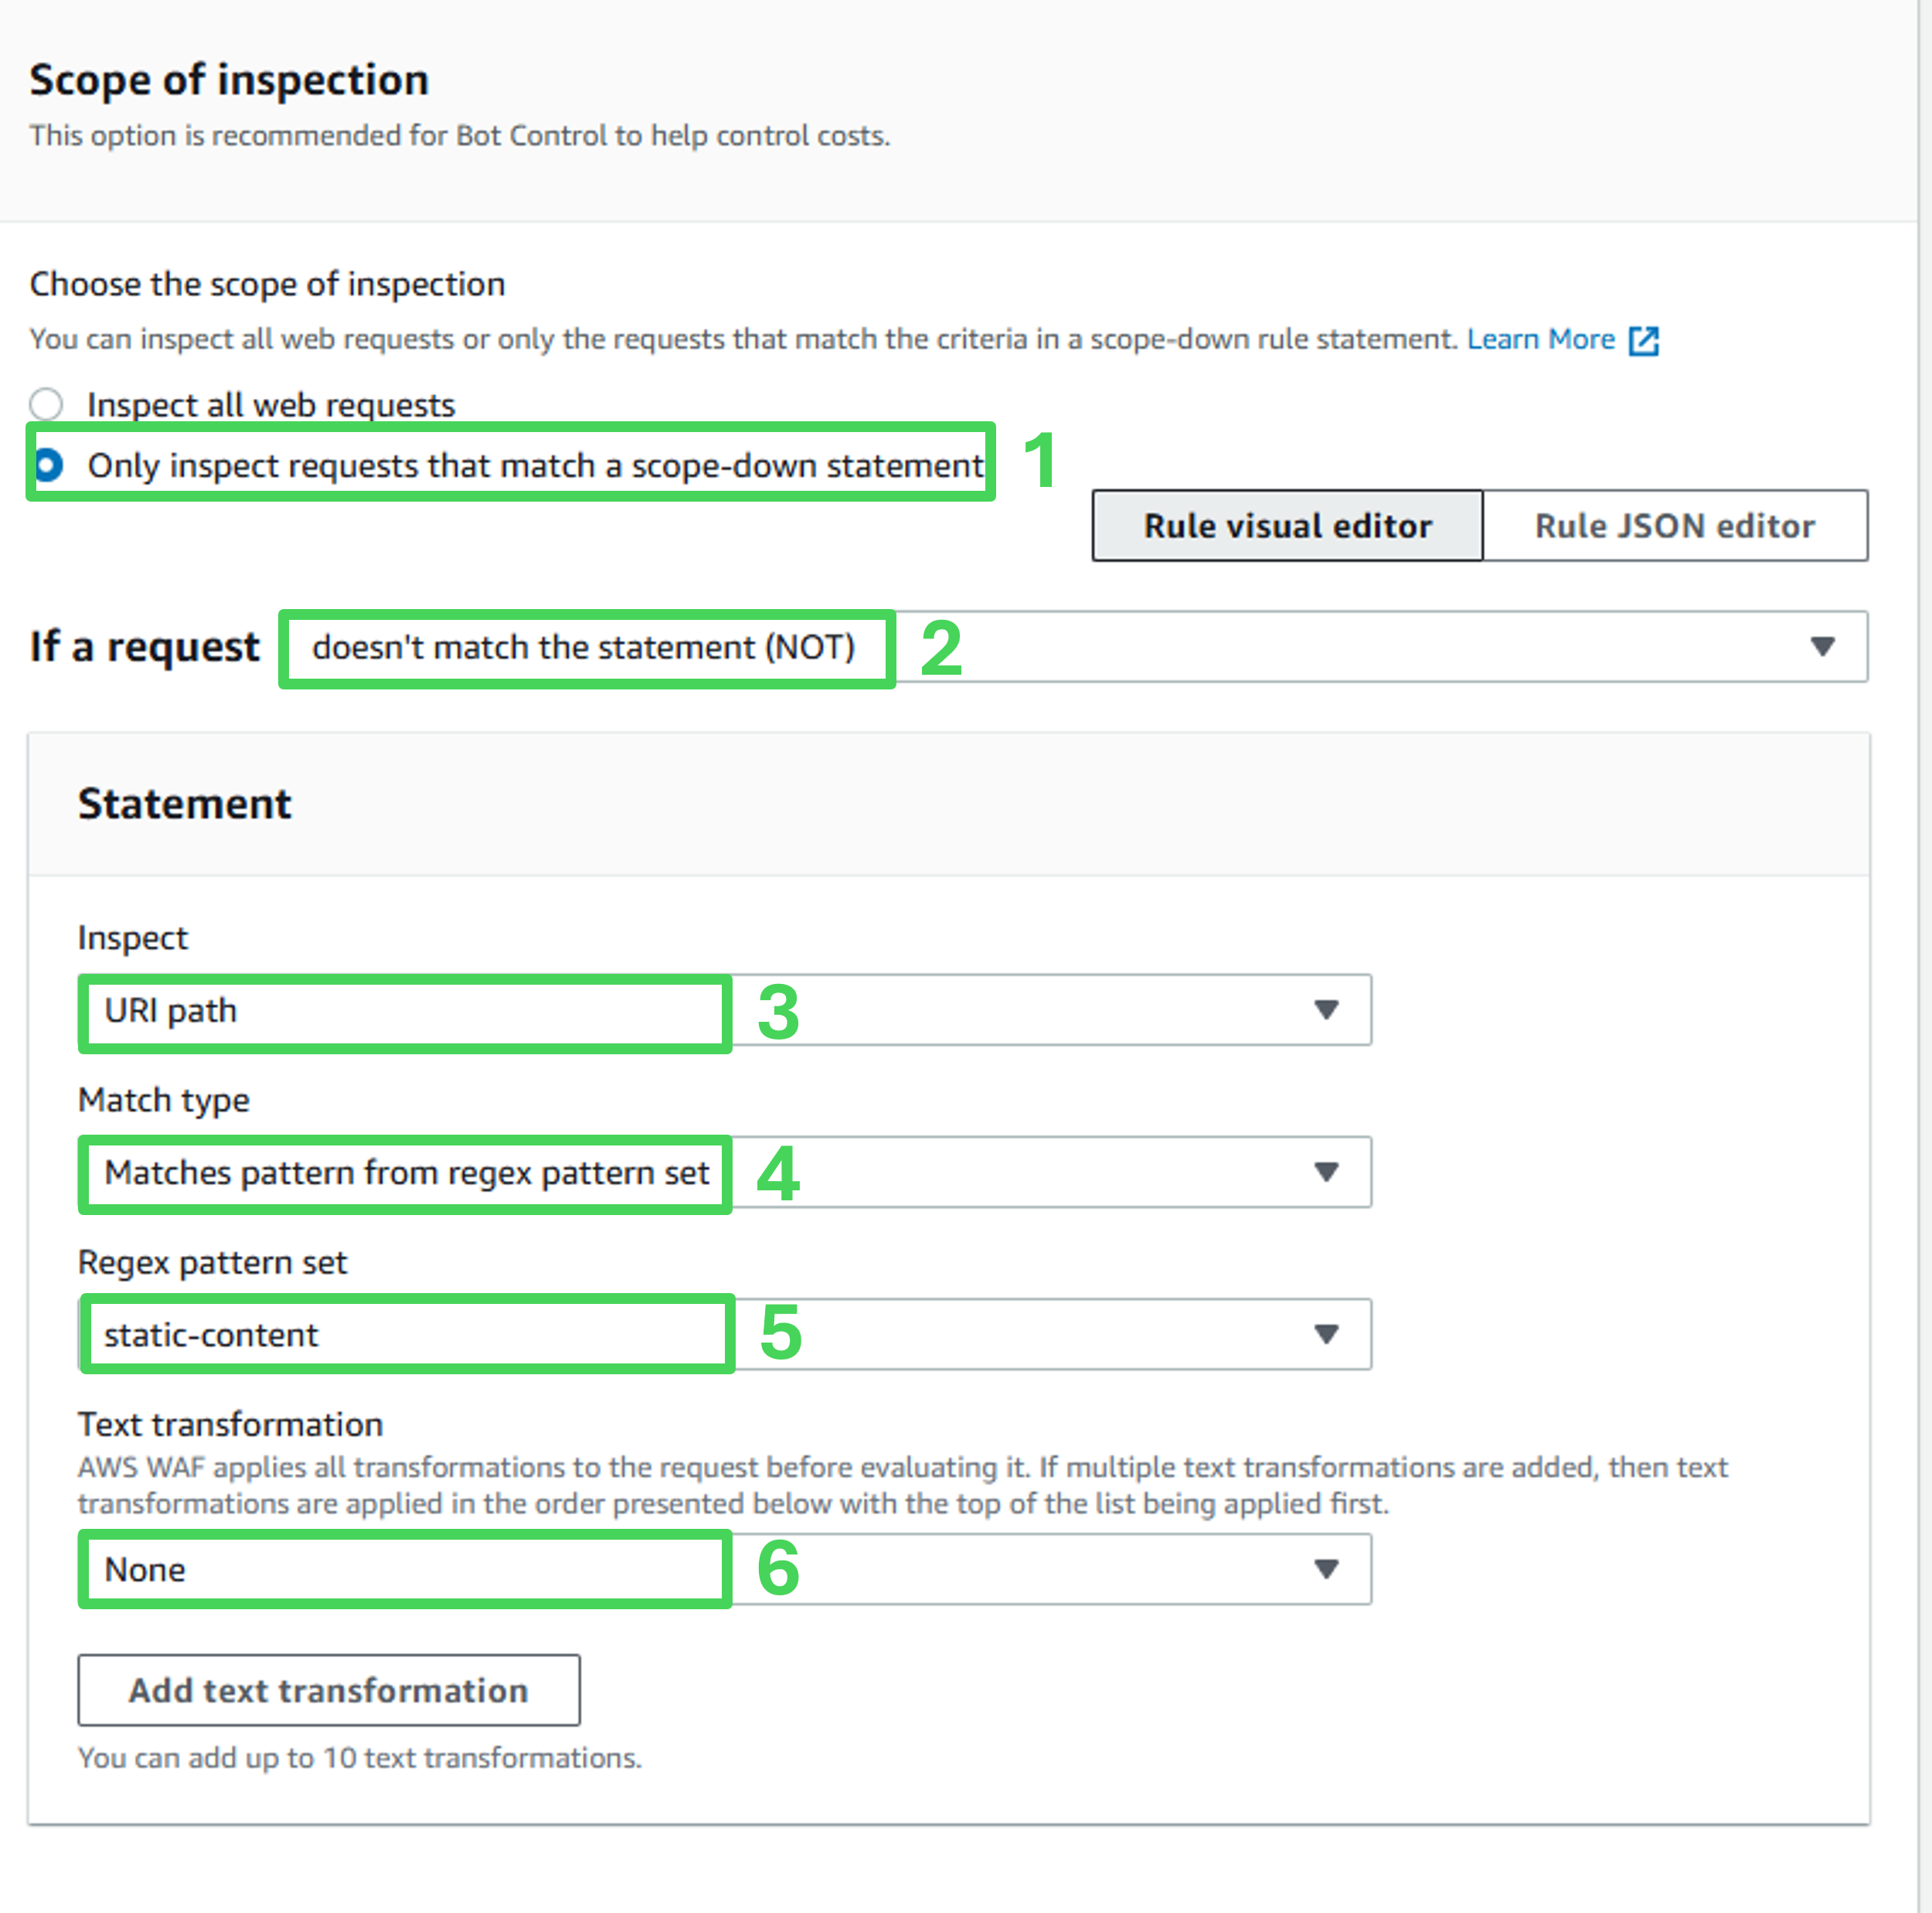 Scope of inspection
This option is recommended for Bot Control to help control costs.
Choose the scope of inspection
You can inspect all web requests or only the requests that match the criteria in a scope-down rule statement. Learn More
Inspect all web requests
Only inspect requests that match a scope-down statement 1
Rule visual editor Rule JSON editor
If a request doesn't match the statement (NOT) 2
Statement
Inspect
URI path 3
Match type
Matches pattern from regex pattern set 4
Regex pattern set
static-content 5
Text transformation
AWS WAF applies all transformations to the request before evaluating it. If multiple text transformations are added, then text
transformations are applied in the order presented below with the top of the list being applied first.
None 6
Add text transformation
You can add up to 10 text transformations.